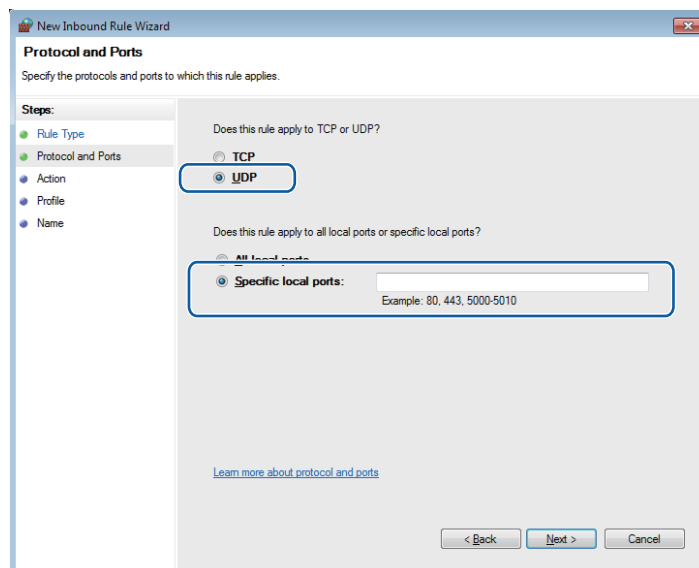 New Inbound Rule Wizard
Protocol and Ports
Specify the protocols and ports to which this rule applies.
Steps:
Rule Type
Protocol and Ports
Action
Profile
Name
Does this rule apply to TCP or UDP?
TCP
UDP
Does this rule apply to all local ports or specific local ports?
All local ports
Specific local ports:
Example: 80, 443, 5000-5010
Learn more about protocol and ports
< Back
Next >
Cancel